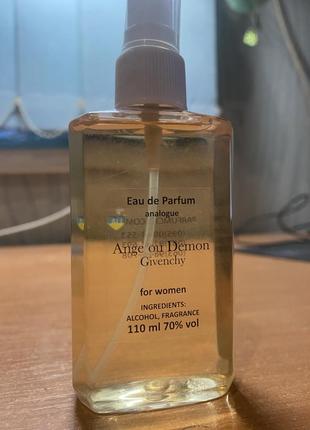 Eau de Parfum
analogue
Ange ou Demon
Givenchy
for women
INGREDIENTS:
ALCOHOL, FRAGRANCE
110 ml 70% vol